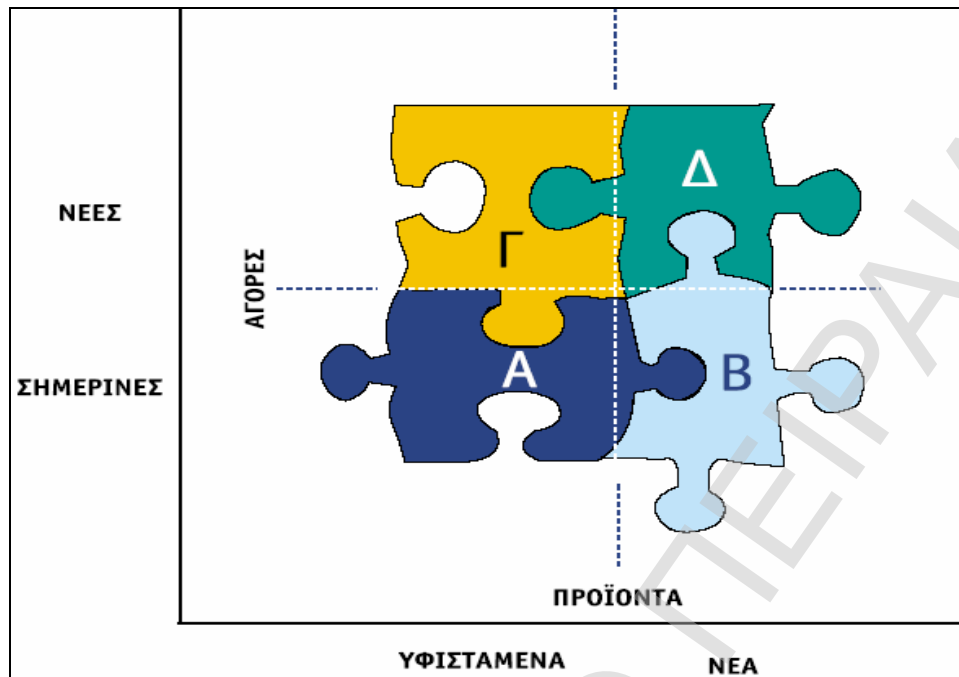 ΝΕΕΣ
ΑΓΟΡΕΣ
ΣΗΜΕΡΙΝΕΣ
Γ
Δ
Α
Β
ΠΡΟΪΟΝΤΑ
ΥΦΙΣΤΑΜΕΝΑ
ΝΕΑ